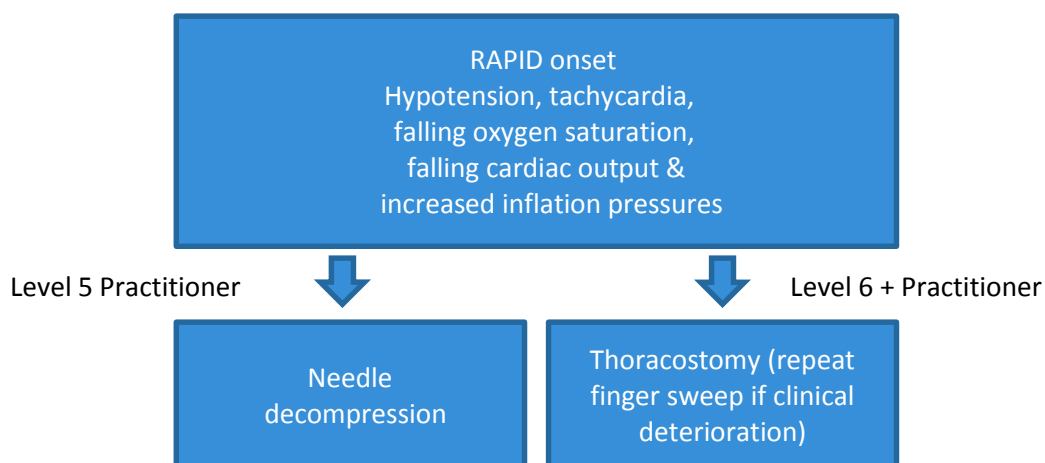 RAPID onset
Hypotension, tachycardia,
falling oxygen saturation,
falling cardiac output &
increased inflation pressures
Level 5 Practitioner
Level 6 + Practitioner
Needle
decompression
Thoracostomy (repeat
finger sweep if clinical
deterioration)